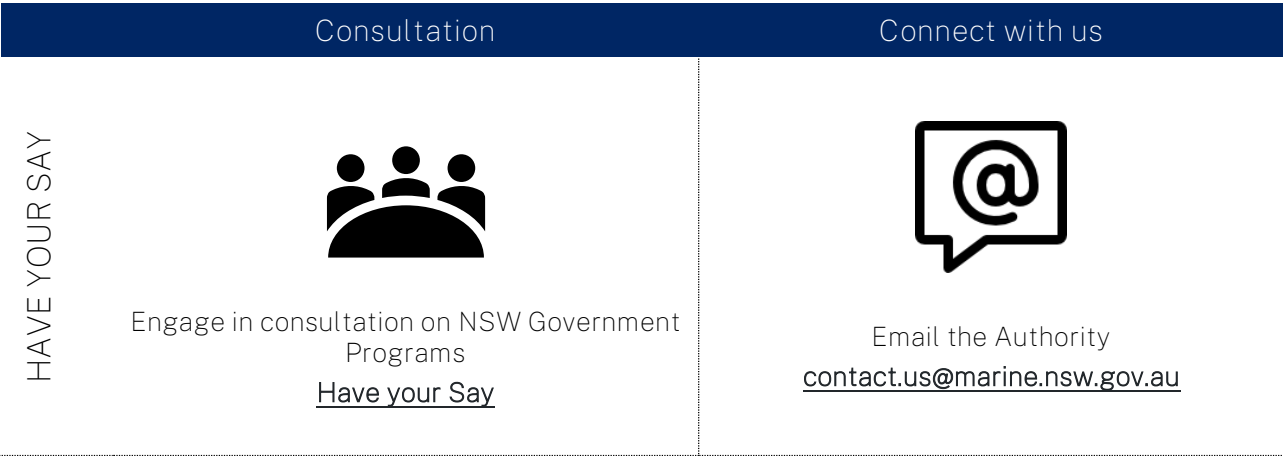 Consultation
Connect with us
HAVE YOUR SAY
Engage in consultation on NSW Government
Programs
Have your Say
@
Email the Authority
contact.us@marine.nsw.gov.au